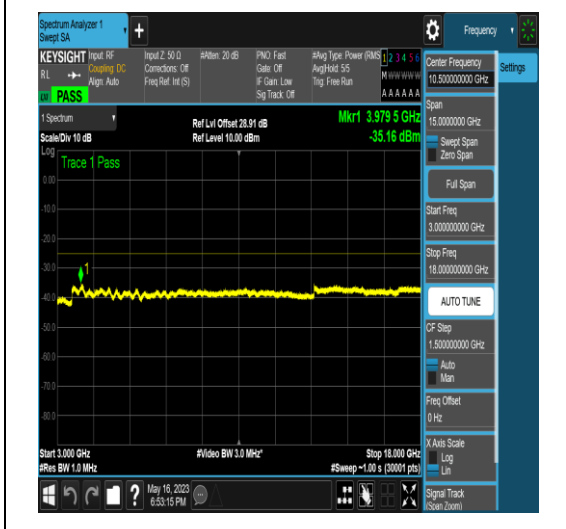 Spectrum Analyzer 1
Swept SA
+
Frequency
KEYSIGHT
Input: RF
Coupling: DC
Align: Auto
Input Z: 50 Ω
Corrections: Off
Freq Ref: Int (S)
#Atten: 20 dB
PNO: Fast
Gate: Off
IF Gain: Low
Sig Track: Off
#Avg Type: Power (RMS
Avg|Hold: 5/5
Trig: Free Run
1 2 3 4 5 6
M W W W W W
A A A A A A
RL
PASS
1 Spectrum
Scale/Div 10 dB
Ref Lvl Offset 28.91 dB
Ref Level 10.00 dBm
Mkr1 3.979 5 GHz
-35.16 dBm
Log
Trace 1 Pass
0.00
-10.0
-20.0
-30.0
1
-40.0
-50.0
-60.0
-70.0
-80.0
Start 3.000 GHz
#Res BW 1.0 MHz
#Video BW 3.0 MHz*
Stop 18.000 GHz
#Sweep ~1.00 s (30001 pts)
Center Frequency
10.500000000 GHz
Settings
Span
15.0000000 GHz
Swept Span
Zero Span
Full Span
Start Freq
3.000000000 GHz
Stop Freq
18.000000000 GHz
AUTO TUNE
CF Step
1.500000000 GHz
Auto
Man
Freq Offset
0 Hz
X Axis Scale
Log
Lin
Signal Track
(Span Zoom)
?
May 16, 2023
6:53:15 PM